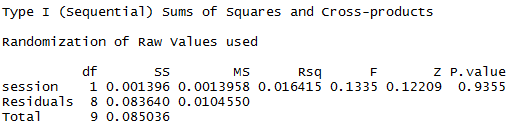 Type I (Sequential) Sums of Squares and Cross-products
Randomization of Raw Values used
df SS MS Rsq F Z P.value
session 1 0.001396 0.0013958 0.016415 0.1335 0.12209 0.9355
Residuals 8 0.083640 0.0104550
Total 9 0.085036